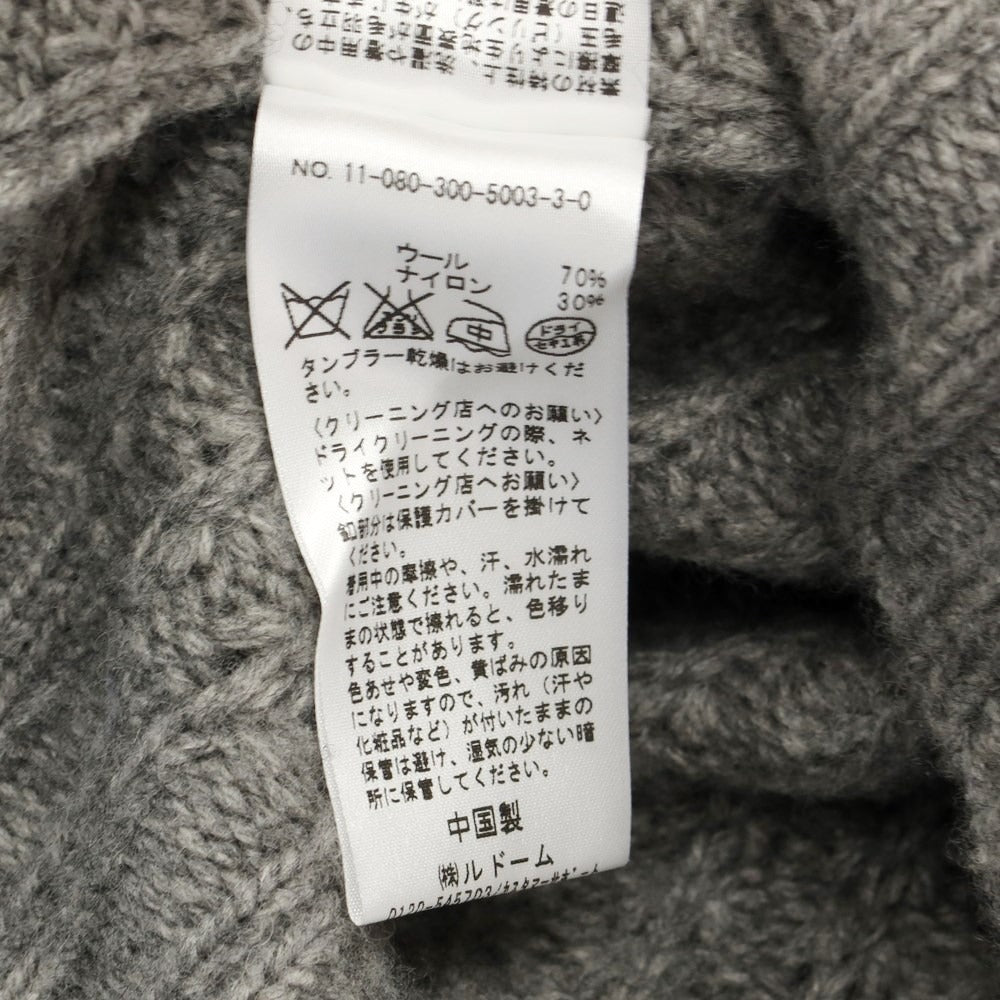 NO. 11-080-300-5003-3-0
ウール 70%
ナイロン 30%
中
ドライ
セキユ系
タンブラー乾燥はお避けくだ
さい。
〈クリーニング店へのお願い〉
ドライクリーニングの際、ネ
ットを使用してください。
〈クリーニング店へお願い〉
釦部分は保護カバーを掛けて
ください。
着用中の摩擦や、汗、水濡れ
にご注意ください。濡れたま
まの状態で擦れると、色移り
することがあります。
色あせや変色、黄ばみの原因
になりますので、汚れ（汗や
化粧品など）が付いたままの
保管は避け、湿気の少ない暗
所に保管してください。
中国製
㈱ルドーム